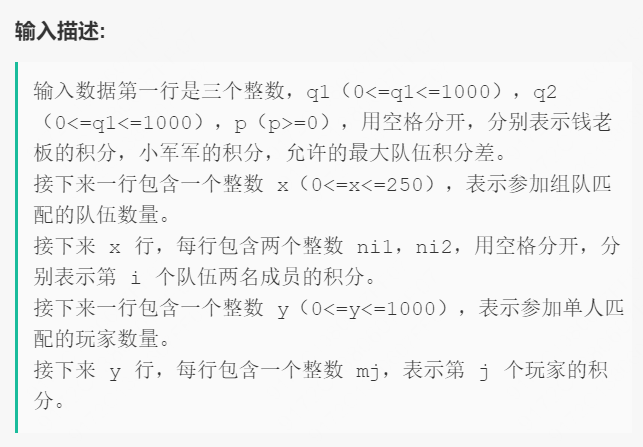 输入描述:
输入数据第一行是三个整数，q1（0<=q1<=1000），q2
（0<=q1<=1000），p（p>=0），用空格分开，分别表示钱老
板的积分，小军军的积分，允许的最大队伍积分差。
接下来一行包含一个整数 x（0<=x<=250），表示参加组队匹
配的队伍数量。
接下来 x 行，每行包含两个整数 ni1，ni2，用空格分开，分
别表示第 i 个队伍两名成员的积分。
接下来一行包含一个整数 y（0<=y<=1000），表示参加单人匹
配的玩家数量。
接下来 y 行，每行包含一个整数 mj，表示第 j 个玩家的积
分。